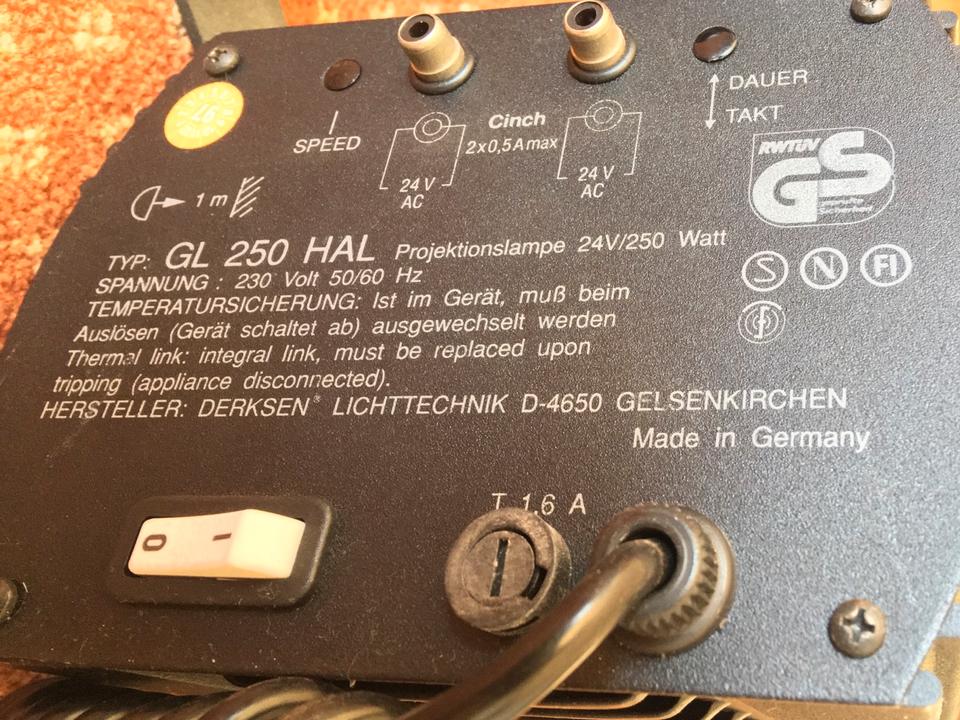 SPEED
Cinch
2x0,5A max
24 V
AC
24 V
AC
DAUER
TAKT
97
1 m
RWTÜV
GS
TYP: GL 250 HAL Projektionslampe 24V/250 Watt
SPANNUNG : 230 Volt 50/60 Hz
TEMPERATURSICHERUNG: Ist im Gerät, muß beim
Auslösen (Gerät schaltet ab) ausgewechselt werden
Thermal link: integral link, must be replaced upon
tripping (appliance disconnected).
HERSTELLER: DERKSEN® LICHTTECHNIK D-4650 GELSENKIRCHEN
Made in Germany
S N FI
T 1.6 A
O I